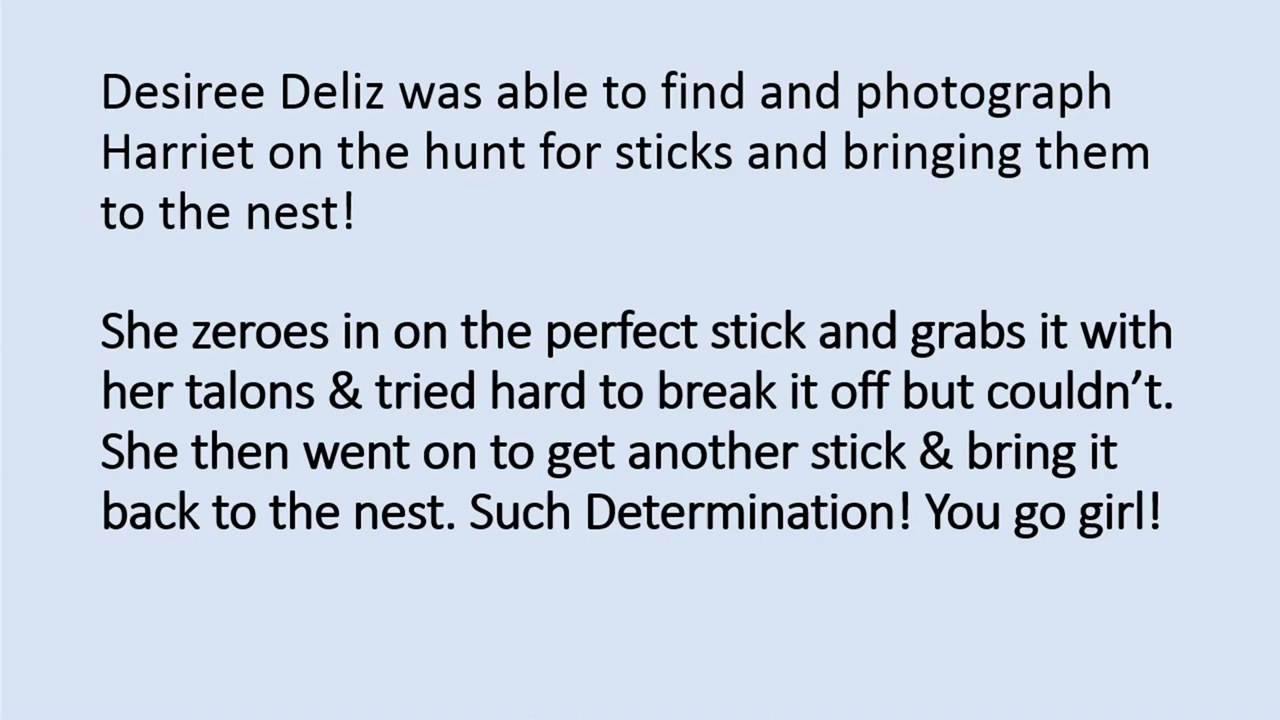 Desiree Deliz was able to find and photograph
Harriet on the hunt for sticks and bringing them
to the nest!
She zeroes in on the perfect stick and grabs it with
her talons & tried hard to break it off but couldn’t.
She then went on to get another stick & bring it
back to the nest. Such Determination! You go girl!